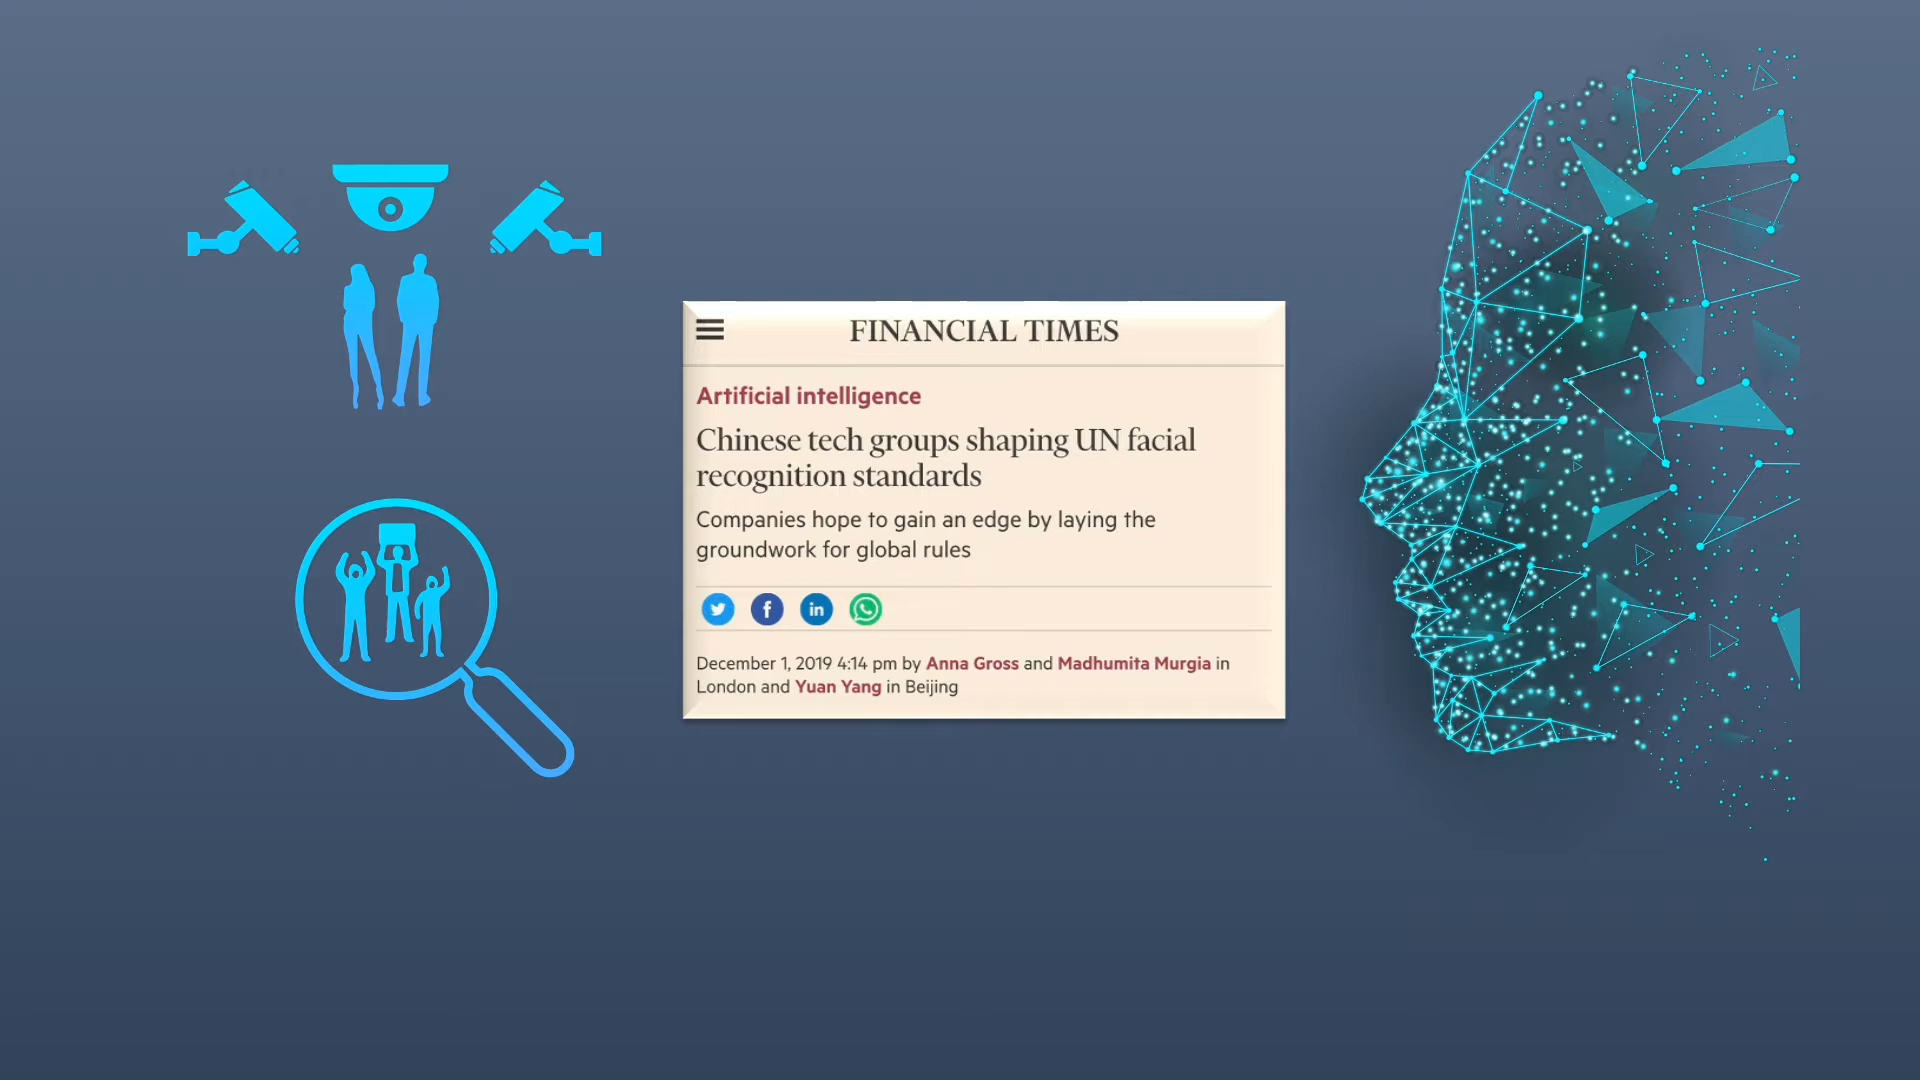 FINANCIAL TIMES
Artificial intelligence
Chinese tech groups shaping UN facial
recognition standards
Companies hope to gain an edge by laying the
groundwork for global rules
December 1, 2019 4:14 pm by Anna Gross and Madhumita Murgia in
London and Yuan Yang in Beijing